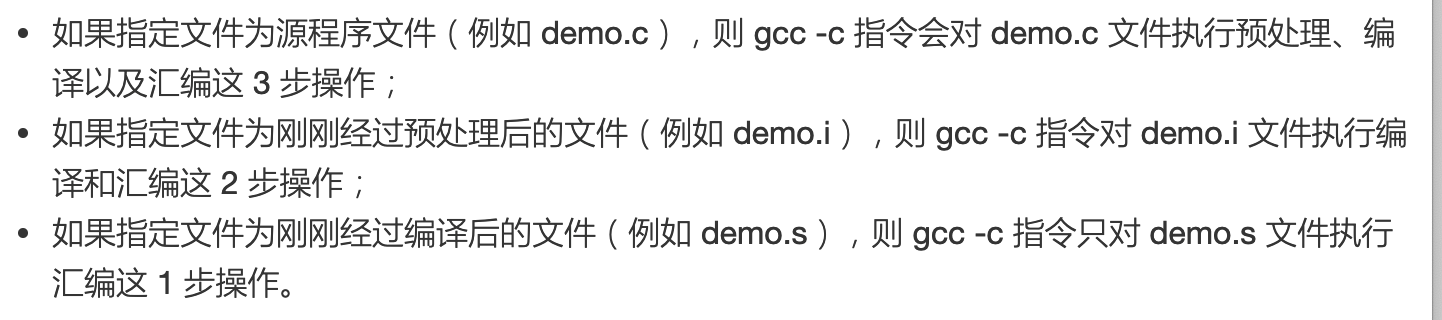 • 如果指定文件为源程序文件（例如 demo.c），则 gcc -c 指令会对 demo.c 文件执行预处理、编
译以及汇编这 3 步操作；
• 如果指定文件为刚刚经过预处理后的文件（例如 demo.i），则 gcc -c 指令对 demo.i 文件执行编
译和汇编这 2 步操作；
• 如果指定文件为刚刚经过编译后的文件（例如 demo.s），则 gcc -c 指令只对 demo.s 文件执行
汇编这 1 步操作。